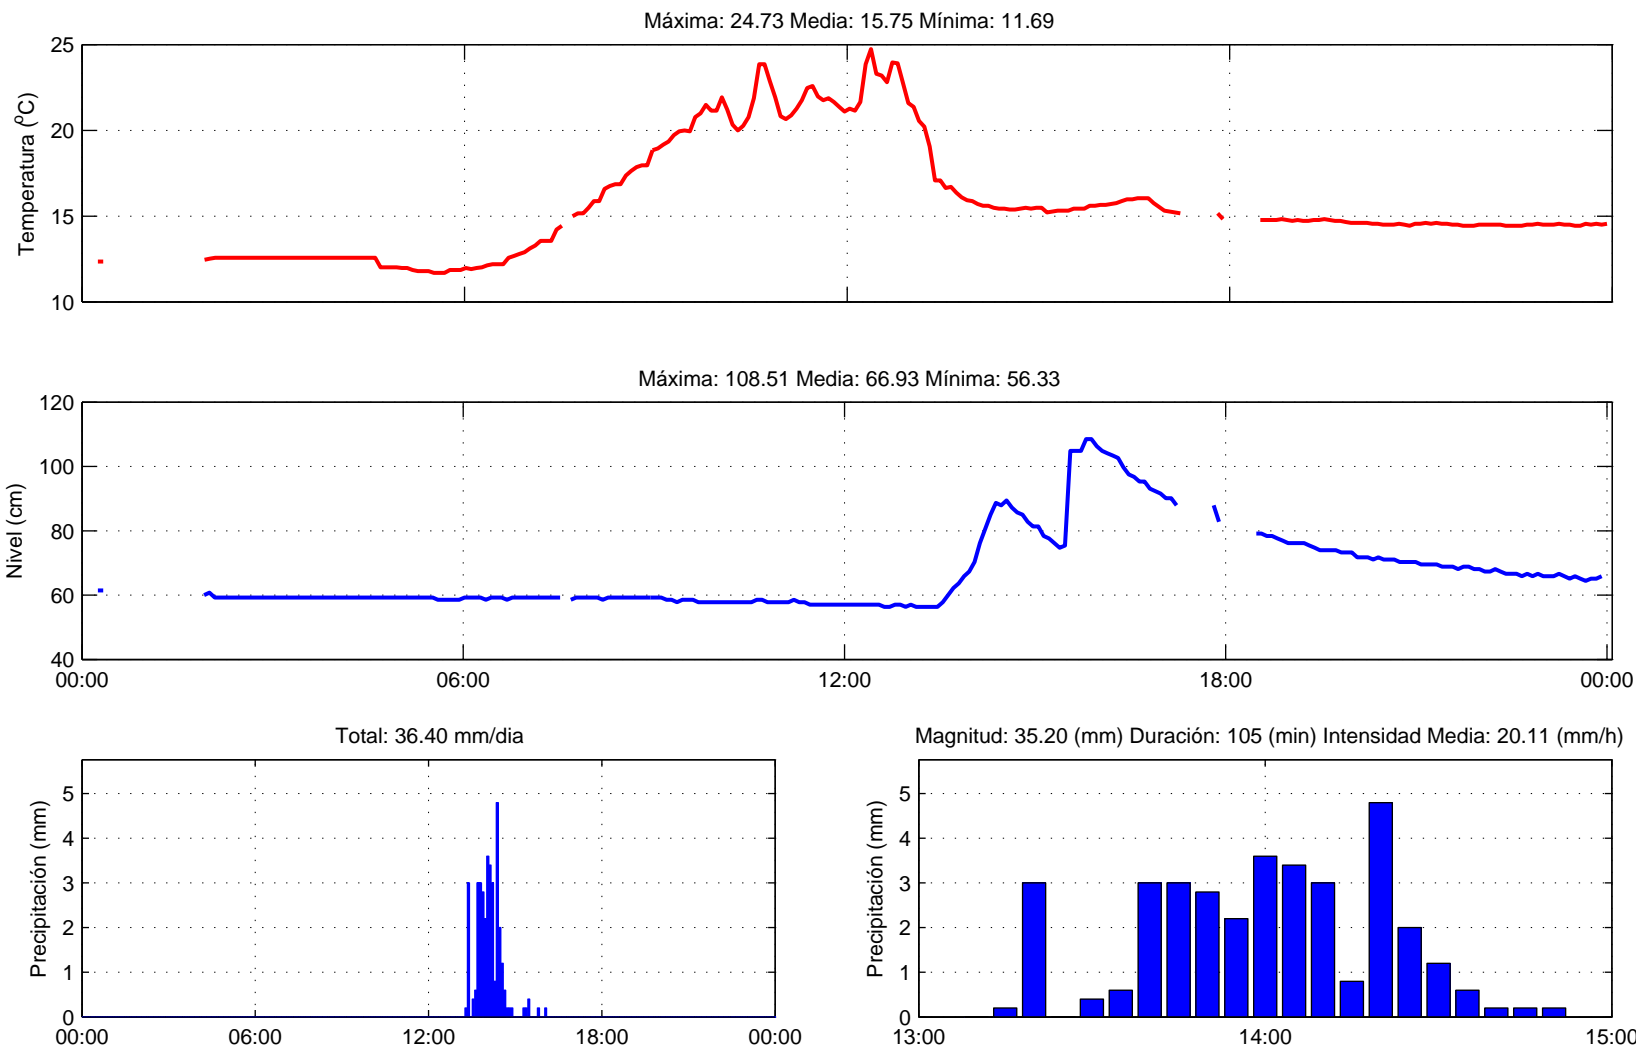 Máxima: 24.73 Media: 15.75 Mínima: 11.69
25
20
15
10
Temperatura (ºC)
Máxima: 108.51 Media: 66.93 Mínima: 56.33
120
100
80
60
40
Nivel (cm)
00:00 06:00 12:00 18:00 00:00
Total: 36.40 mm/dia
5
4
3
2
1
0
Precipitación (mm)
00:00 06:00 12:00 18:00 00:00
Magnitud: 35.20 (mm) Duración: 105 (min) Intensidad Media: 20.11 (mm/h)
5
4
3
2
1
0
Precipitación (mm)
13:00 14:00 15:00